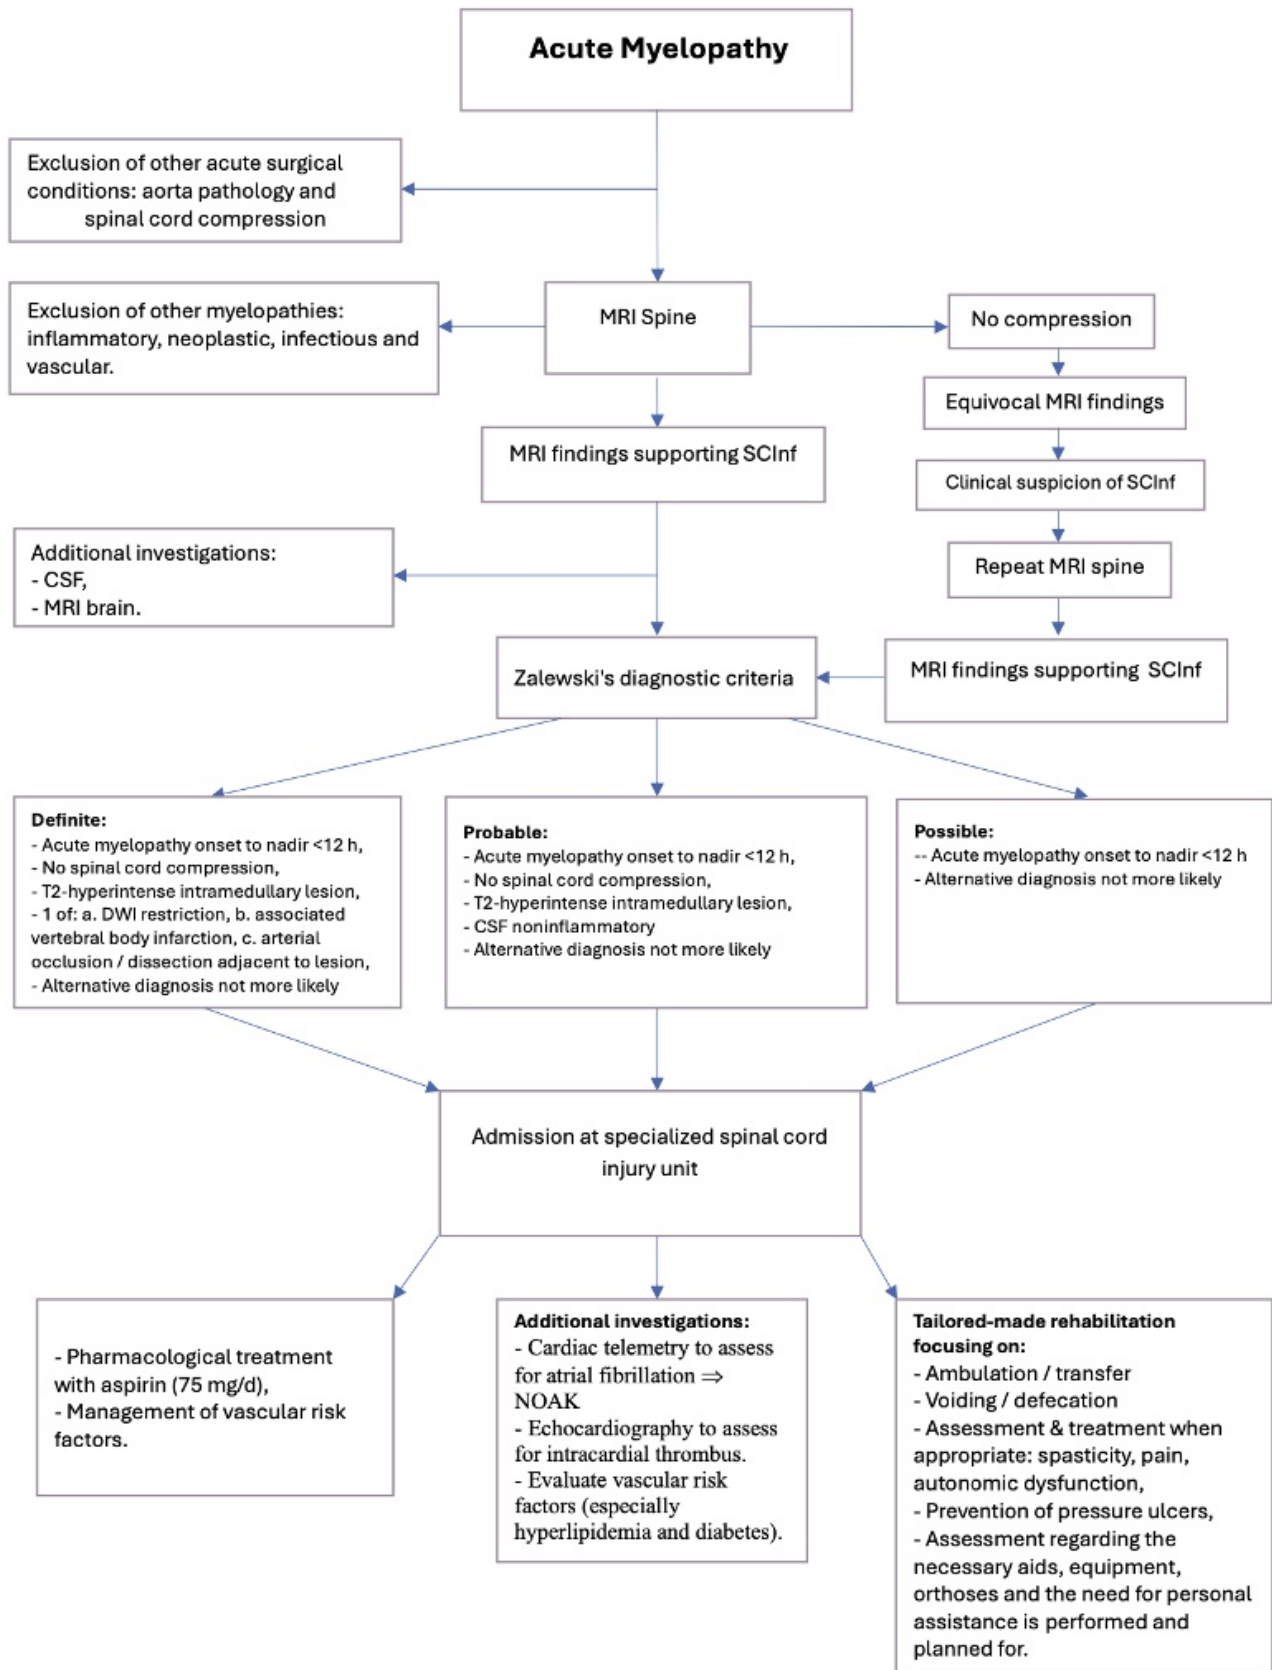 Acute Myelopathy
Exclusion of other acute surgical
conditions: aorta pathology and
spinal cord compression
Exclusion of other myelopathies:
inflammatory, neoplastic, infectious and
vascular.
MRI Spine
No compression
Equivocal MRI findings
MRI findings supporting SCInf
Clinical suspicion of SCInf
Additional investigations:
- CSF,
- MRI brain.
Repeat MRI spine
Zalewski's diagnostic criteria
MRI findings supporting SCInf
Definite:
- Acute myelopathy onset to nadir <12 h,
- No spinal cord compression,
- T2-hyperintense intramedullary lesion,
- 1 of: a. DWI restriction, b. associated
vertebral body infarction, c. arterial
occlusion / dissection adjacent to lesion,
- Alternative diagnosis not more likely
Probable:
- Acute myelopathy onset to nadir <12 h,
- No spinal cord compression,
- T2-hyperintense intramedullary lesion,
- CSF noninflammatory
- Alternative diagnosis not more likely
Possible:
-- Acute myelopathy onset to nadir <12 h
- Alternative diagnosis not more likely
Admission at specialized spinal cord
injury unit
- Pharmacological treatment
with aspirin (75 mg/d),
- Management of vascular risk
factors.
Additional investigations:
- Cardiac telemetry to assess
for atrial fibrillation ⇒
NOAK
- Echocardiography to assess
for intracardial thrombus.
- Evaluate vascular risk
factors (especially
hyperlipidemia and diabetes).
Tailored-made rehabilitation
focusing on:
- Ambulation / transfer
- Voiding / defecation
- Assessment & treatment when
appropriate: spasticity, pain,
autonomic dysfunction,
- Prevention of pressure ulcers,
- Assessment regarding the
necessary aids, equipment,
orthoses and the need for personal
assistance is performed and
planned for.